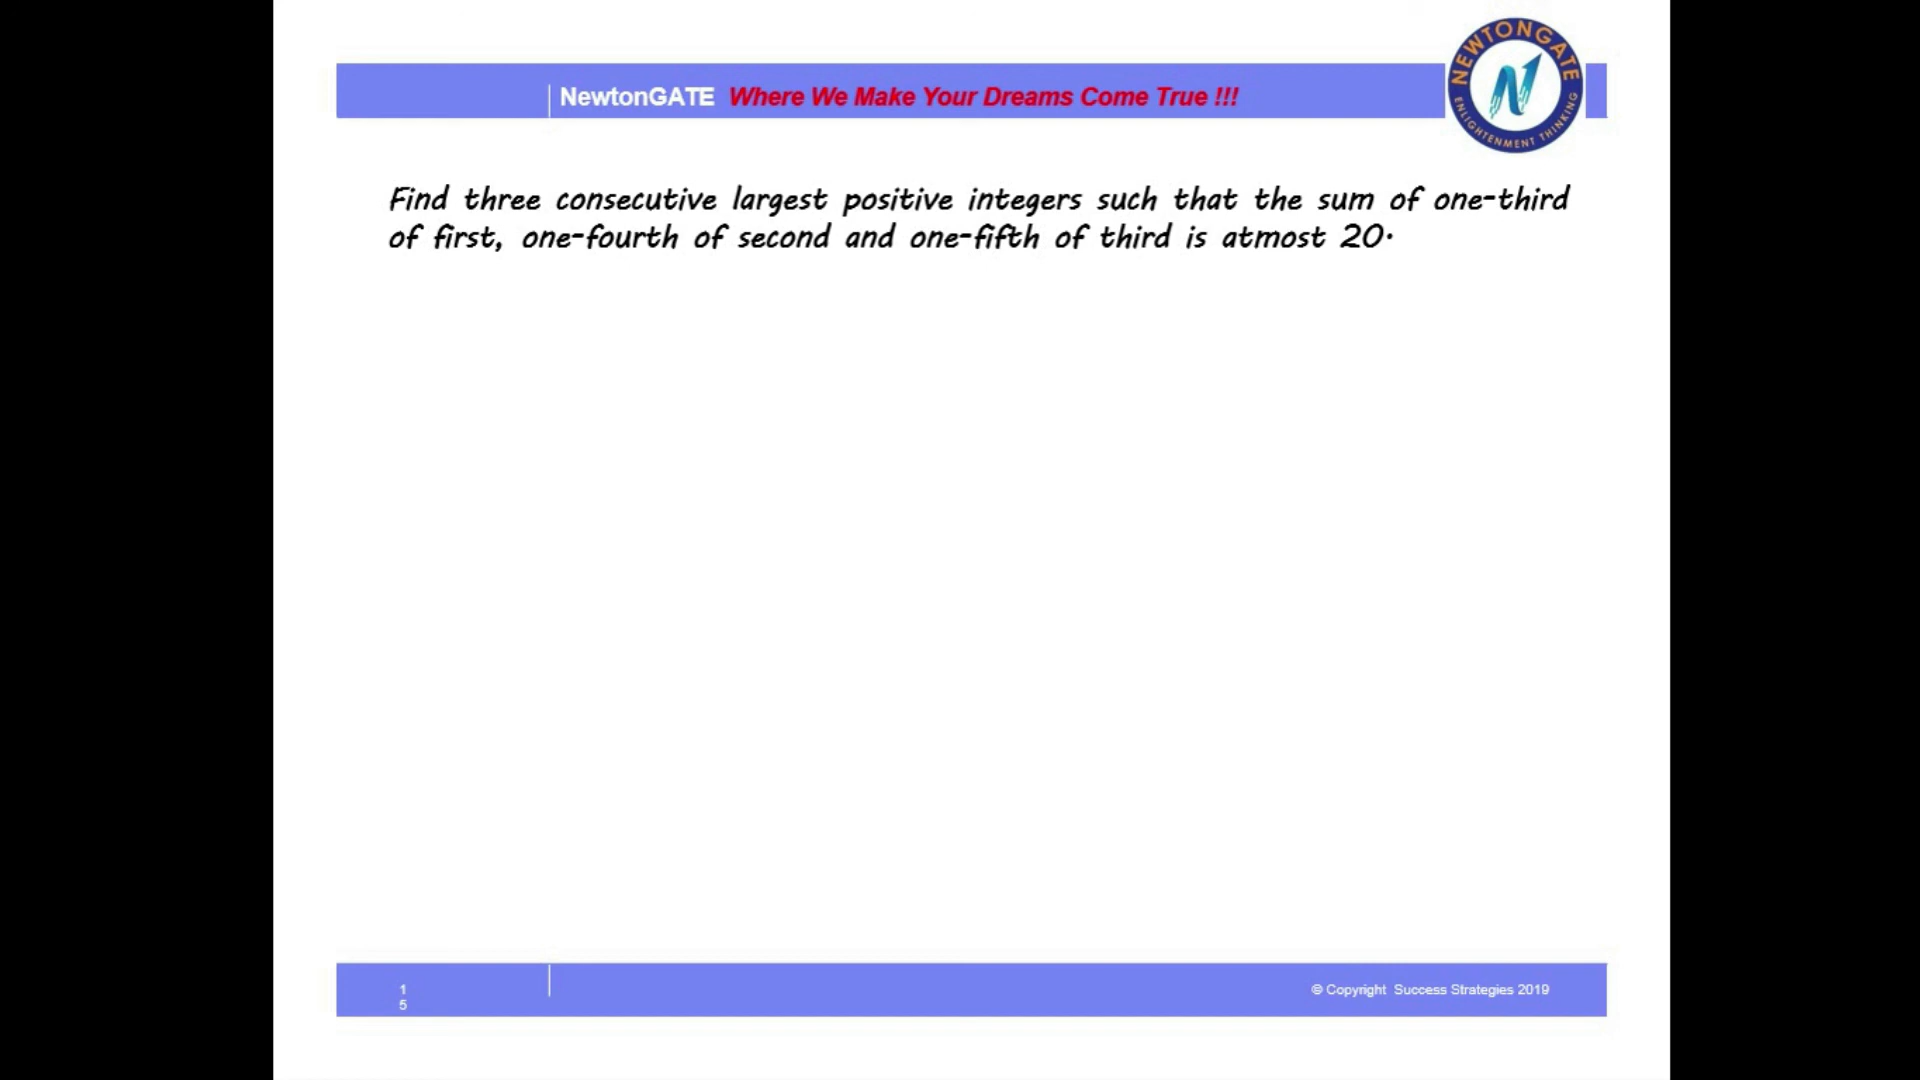 NEWTONGATE
ENLIGHTENMENT THINKING
NewtonGATE Where We Make Your Dreams Come True !!!
Find three consecutive largest positive integers such that the sum of one-third
of first, one-fourth of second and one-fifth of third is atmost 20.
1
5
© Copyright Success Strategies 2019